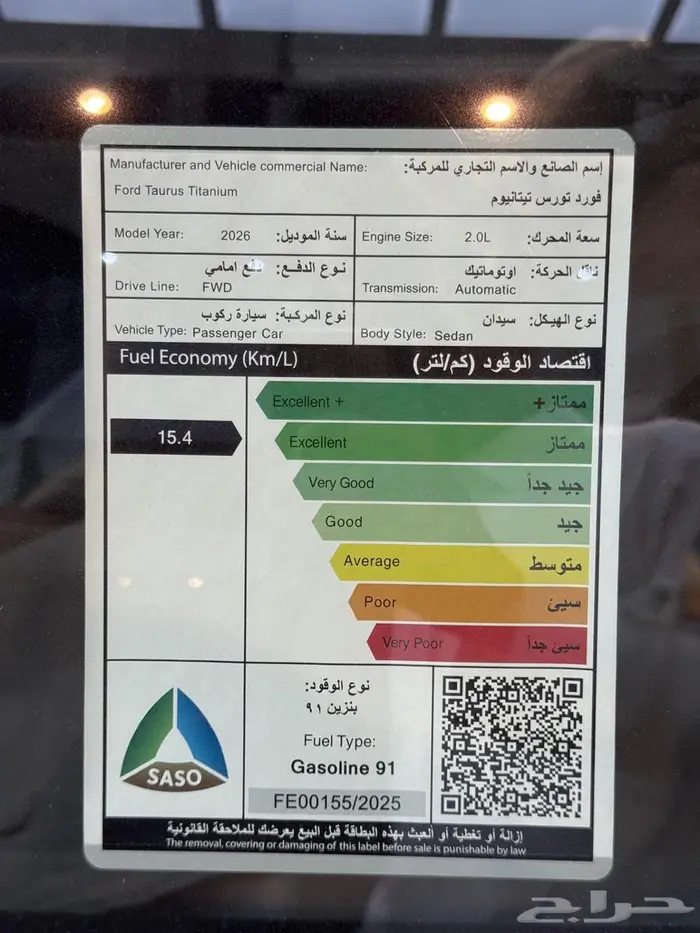 Manufacturer and Vehicle commercial Name: إسم الصانع والاسم التجاري للمركبة:
Ford Taurus Titanium فورد تورس تيتانيوم
Model Year: 2026 سنة الموديل: Engine Size: 2.0L سعة المحرك:
نوع الدفع: دفع امامي ناقل الحركة: اوتوماتيك
Drive Line: FWD Transmission: Automatic
نوع المركبة: سيارة ركوب نوع الهيكل: سيدان
Vehicle Type: Passenger Car Body Style: Sedan
Fuel Economy (Km/L) اقتصاد الوقود (كم/لتر)
Excellent + ممتاز+
15.4 Excellent ممتاز
Very Good جيد جداً
Good جيد
Average متوسط
Poor سيئ
Very Poor سيئ جداً
نوع الوقود:
بنزين ٩١
Fuel Type:
Gasoline 91
SASO
FE00155/2025
إزالة أو تغطية أو العبث بهذه البطاقة قبل البيع يعرضك للملاحقة القانونية
The removal, covering or damaging of this label before sale is punishable by law
حراج